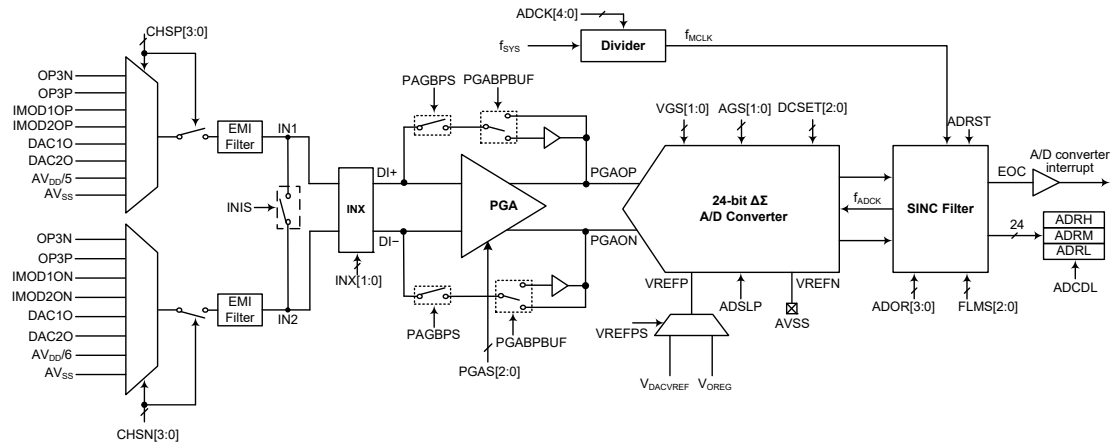 CHSP[3:0]
OP3N
OP3P
IMOD1OP
IMOD2OP
DAC1O
DAC2O
AVDD/5
AVSS
EMI
Filter
IN1
INIS
OP3N
OP3P
IMOD1ON
IMOD2ON
DAC1O
DAC2O
AVDD/6
AVSS
CHSN[3:0]
EMI
Filter
IN2
INX
INX[1:0]
DI+
DI−
PAGBPS
PGABPBUF
PGA
PAGBPS
PGABPBUF
PGAS[2:0]
PGAOP
PGAON
ADCK[4:0]
fSYS
Divider
fMCLK
VGS[1:0]
AGS[1:0]
DCSET[2:0]
24-bit ΔΣ
A/D Converter
VREFP
VREFN
ADSLP
AVSS
VREFPS
VDACVREF
VOREG
fADCK
ADRST
SINC Filter
ADOR[3:0]
FLMS[2:0]
EOC
A/D converter
interrupt
24
ADRH
ADRM
ADRL
ADCDL